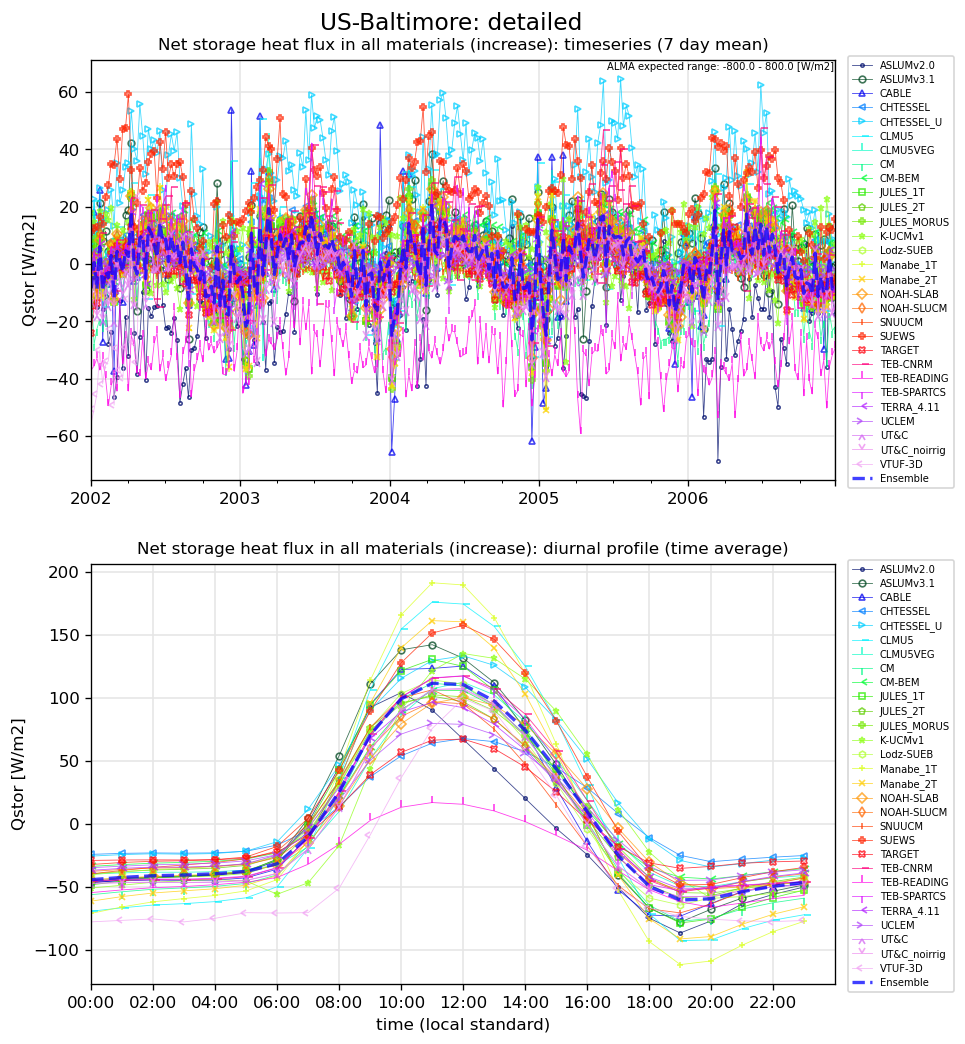 US-Baltimore: detailed
Net storage heat flux in all materials (increase): timeseries (7 day mean)
ALMA expected range: -800.0 - 800.0 [W/m2]
Qstor [W/m2]
60
40
20
0
−20
−40
−60
2002
2003
2004
2005
2006
ASLUMv2.0
ASLUMv3.1
CABLE
CHTESSEL
CHTESSEL_U
CLMU5
CLMU5VEG
CM
CM-BEM
JULES_1T
JULES_2T
JULES_MORUS
K-UCMv1
Lodz-SUEB
Manabe_1T
Manabe_2T
NOAH-SLAB
NOAH-SLUCM
SNUUCM
SUEWS
TARGET
TEB-CNRM
TEB-READING
TEB-SPARTCS
TERRA_4.11
UCLEM
UT&C
UT&C_noirrig
VTUF-3D
Ensemble
Net storage heat flux in all materials (increase): diurnal profile (time average)
Qstor [W/m2]
200
150
100
50
0
−50
−100
00:00
02:00
04:00
06:00
08:00
10:00
12:00
14:00
16:00
18:00
20:00
22:00
time (local standard)
ASLUMv2.0
ASLUMv3.1
CABLE
CHTESSEL
CHTESSEL_U
CLMU5
CLMU5VEG
CM
CM-BEM
JULES_1T
JULES_2T
JULES_MORUS
K-UCMv1
Lodz-SUEB
Manabe_1T
Manabe_2T
NOAH-SLAB
NOAH-SLUCM
SNUUCM
SUEWS
TARGET
TEB-CNRM
TEB-READING
TEB-SPARTCS
TERRA_4.11
UCLEM
UT&C
UT&C_noirrig
VTUF-3D
Ensemble